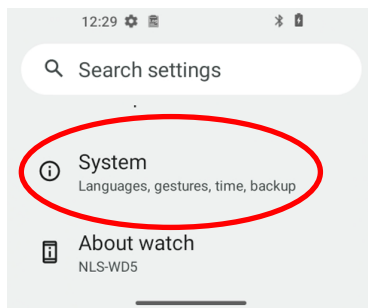 12:29
Search settings
System
Languages, gestures, time, backup
About watch
NLS-WD5